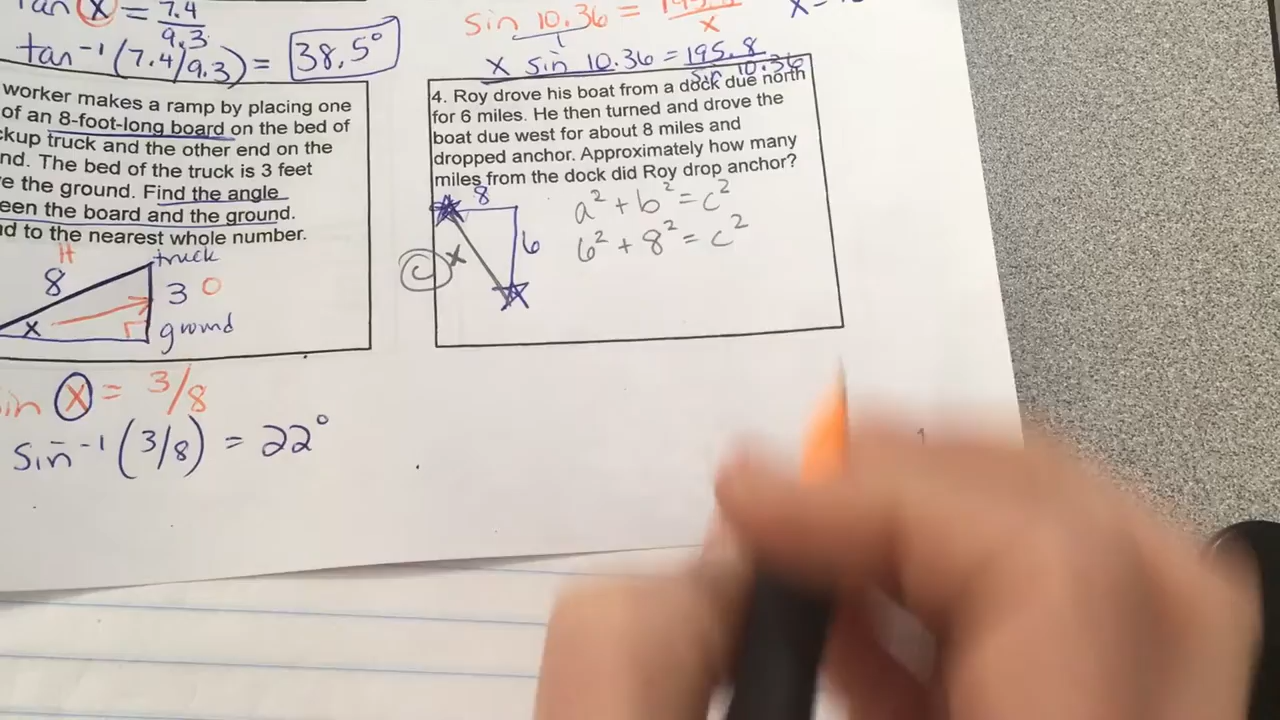 tan x = 7.4/9.3
tan⁻¹ (7.4/9.3) = 38.5°
sin 10.36 = 195.8/x
x sin 10.36 = 195.8
sin 10.36
worker makes a ramp by placing one
of an 8-foot-long board on the bed of
ckup truck and the other end on the
nd. The bed of the truck is 3 feet
e the ground. Find the angle
een the board and the ground.
nd to the nearest whole number.
H
truck
8
3 O
x
ground
in x = 3/8
sin⁻¹ (3/8) = 22°
4. Roy drove his boat from a dock due north
for 6 miles. He then turned and drove the
boat due west for about 8 miles and
dropped anchor. Approximately how many
miles from the dock did Roy drop anchor?
8
6
x
C
a² + b² = c²
6² + 8² = c²